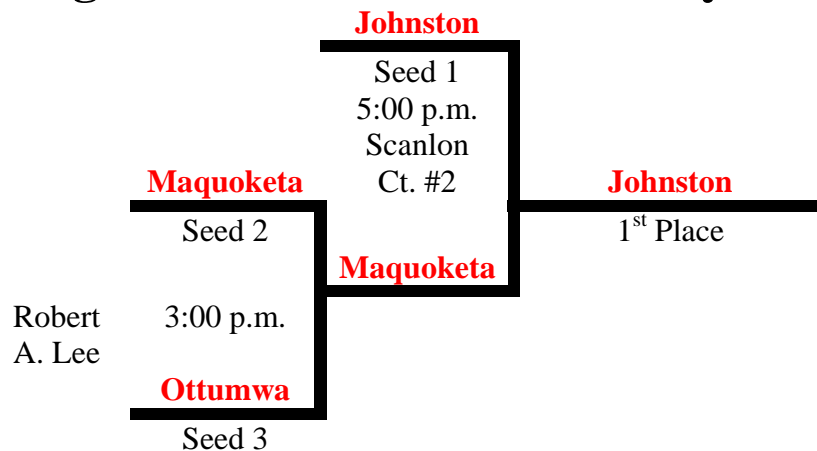 Johnston
Seed 1
5:00 p.m.
Scanlon
Ct. #2
Maquoketa
Seed 2
Johnston
1st Place
Maquoketa
Robert
A. Lee
3:00 p.m.
Ottumwa
Seed 3